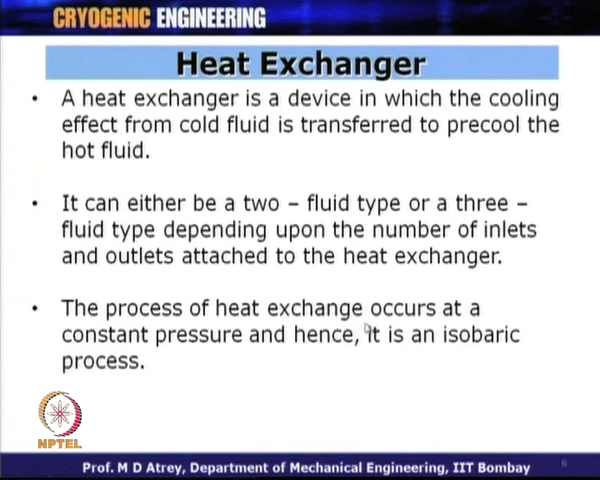 CRYOGENIC ENGINEERING
Heat Exchanger
• A heat exchanger is a device in which the cooling
effect from cold fluid is transferred to precool the
hot fluid.
• It can either be a two – fluid type or a three –
fluid type depending upon the number of inlets
and outlets attached to the heat exchanger.
• The process of heat exchange occurs at a
constant pressure and hence, it is an isobaric
process.
NPTEL
Prof. M D Atrey, Department of Mechanical Engineering, IIT Bombay
6